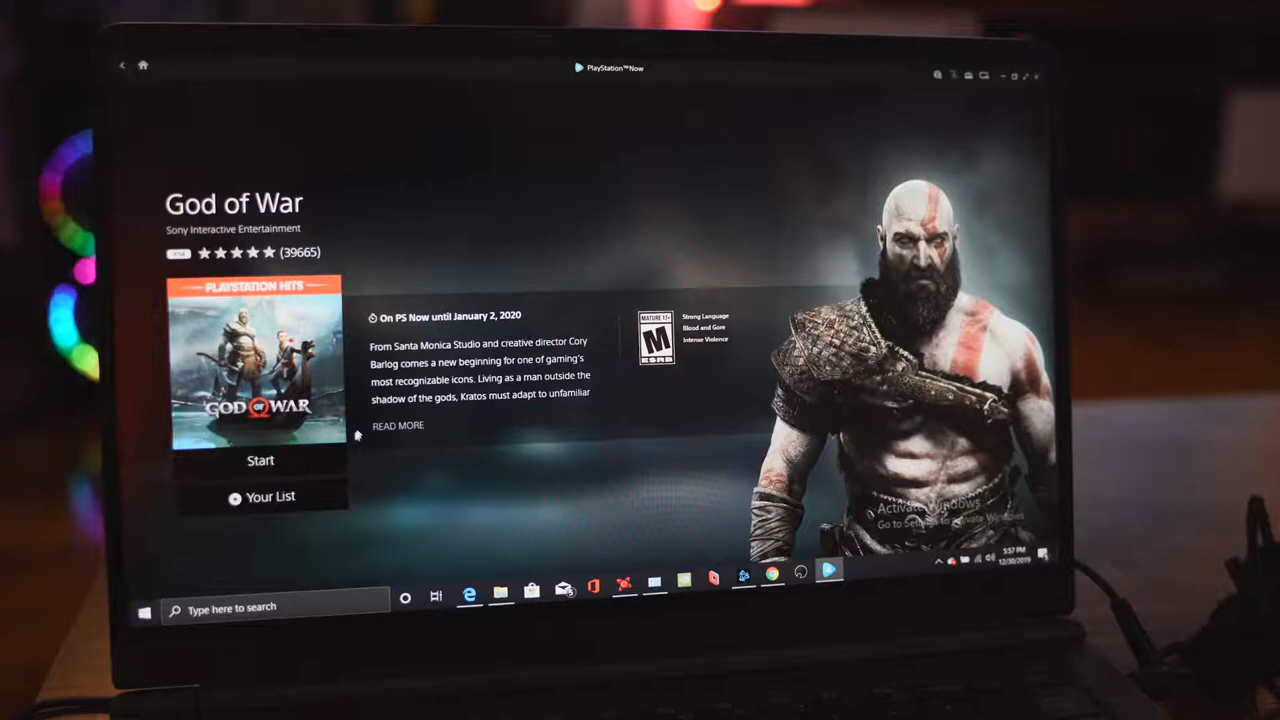 PlayStation™Now
God of War
Sony Interactive Entertainment
PS4 ★★★★★ (39665)
PLAYSTATION HITS
GOD OF WAR
On PS Now until January 2, 2020
From Santa Monica Studio and creative director Cory
Barlog comes a new beginning for one of gaming's
most recognizable icons. Living as a man outside the
shadow of the gods, Kratos must adapt to unfamiliar
READ MORE
MATURE 17+
M
ESRB
Strong Language
Blood and Gore
Intense Violence
Start
Your List
Activate Windows
Go to Settings to Activate Windows
Type here to search
5:57 PM
12/30/2019